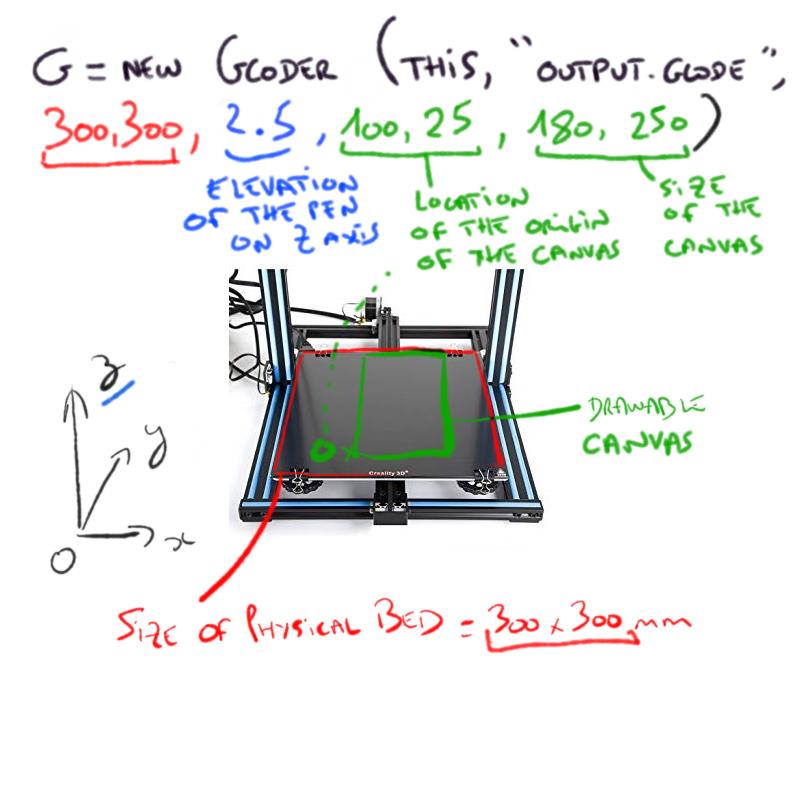 G = NEW GCODER (THIS, "OUTPUT.GCODE",
300,300, 2.5, 100, 25, 180, 250)
ELEVATION
OF THE PEN
ON Z AXIS
LOCATION
OF THE ORIGIN
OF THE CANVAS
SIZE
OF THE
CANVAS
z
y
O
x
O
x
DRAWABLE
CANVAS
Creality 3D
SIZE OF PHYSICAL BED = 300 x 300 mm